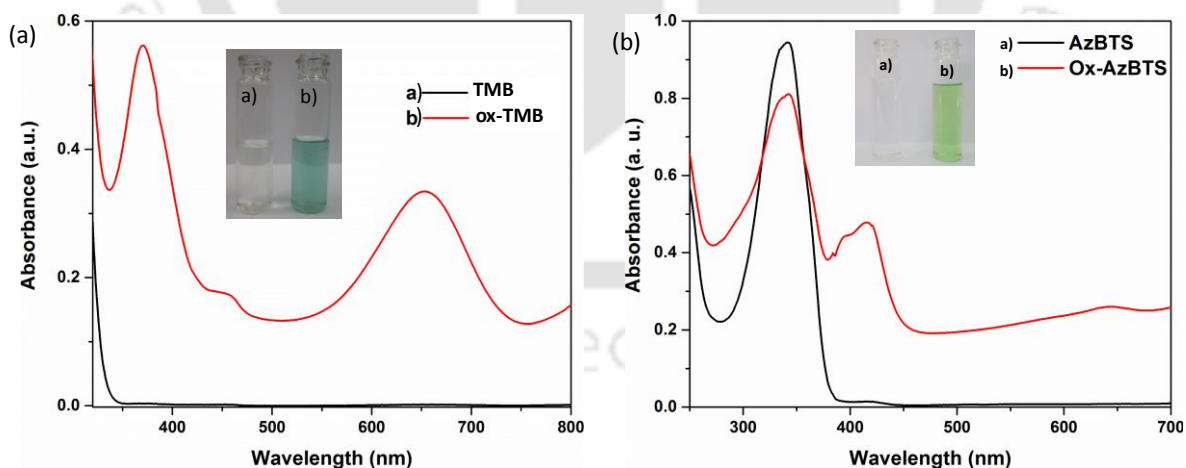 (a)
0.6
0.4
0.2
0.0
Absorbance (a.u.)
400
500
600
700
800
Wavelength (nm)
a)
b)
a) TMB
b) ox-TMB
(b)
1.0
0.8
0.6
0.4
0.2
0.0
Absorbance (a. u.)
300
400
500
600
700
Wavelength (nm)
a)
b)
a) AzBTS
b) Ox-AzBTS